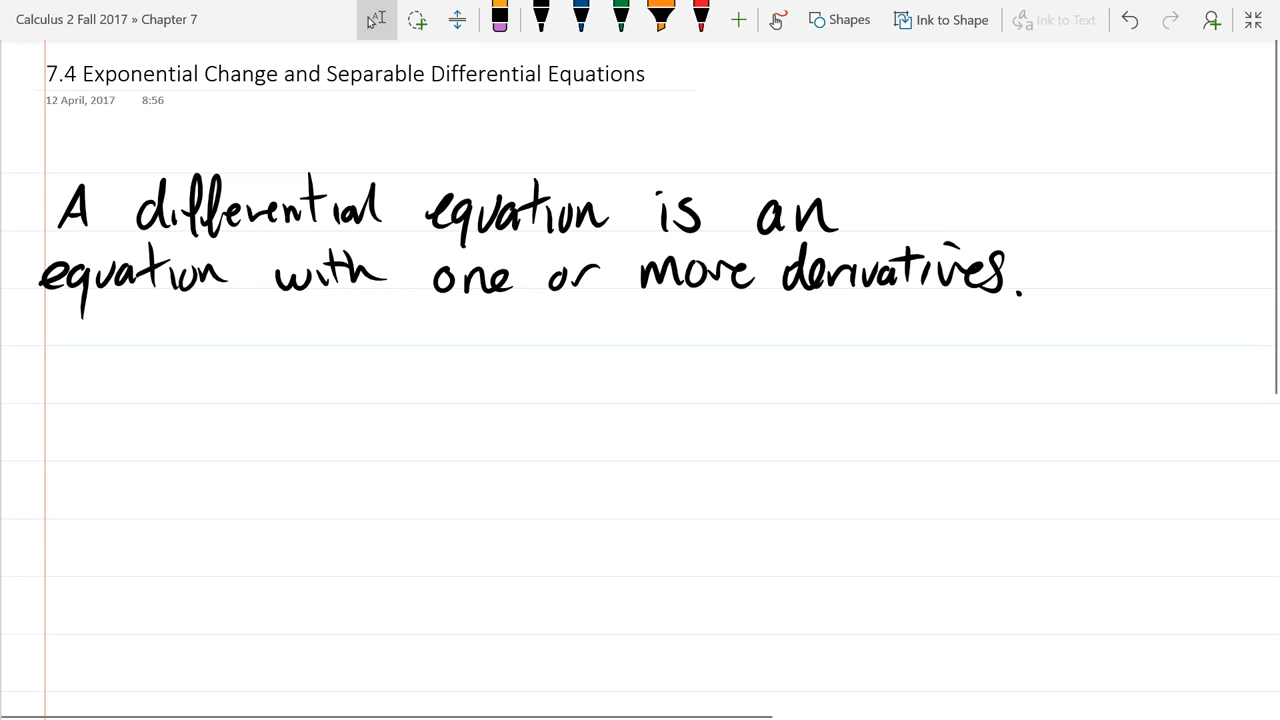 Calculus 2 Fall 2017 » Chapter 7
Shapes
Ink to Shape
Ink to Text
7.4 Exponential Change and Separable Differential Equations
12 April, 2017 8:56
A differential equation is an
equation with one or more derivatives.